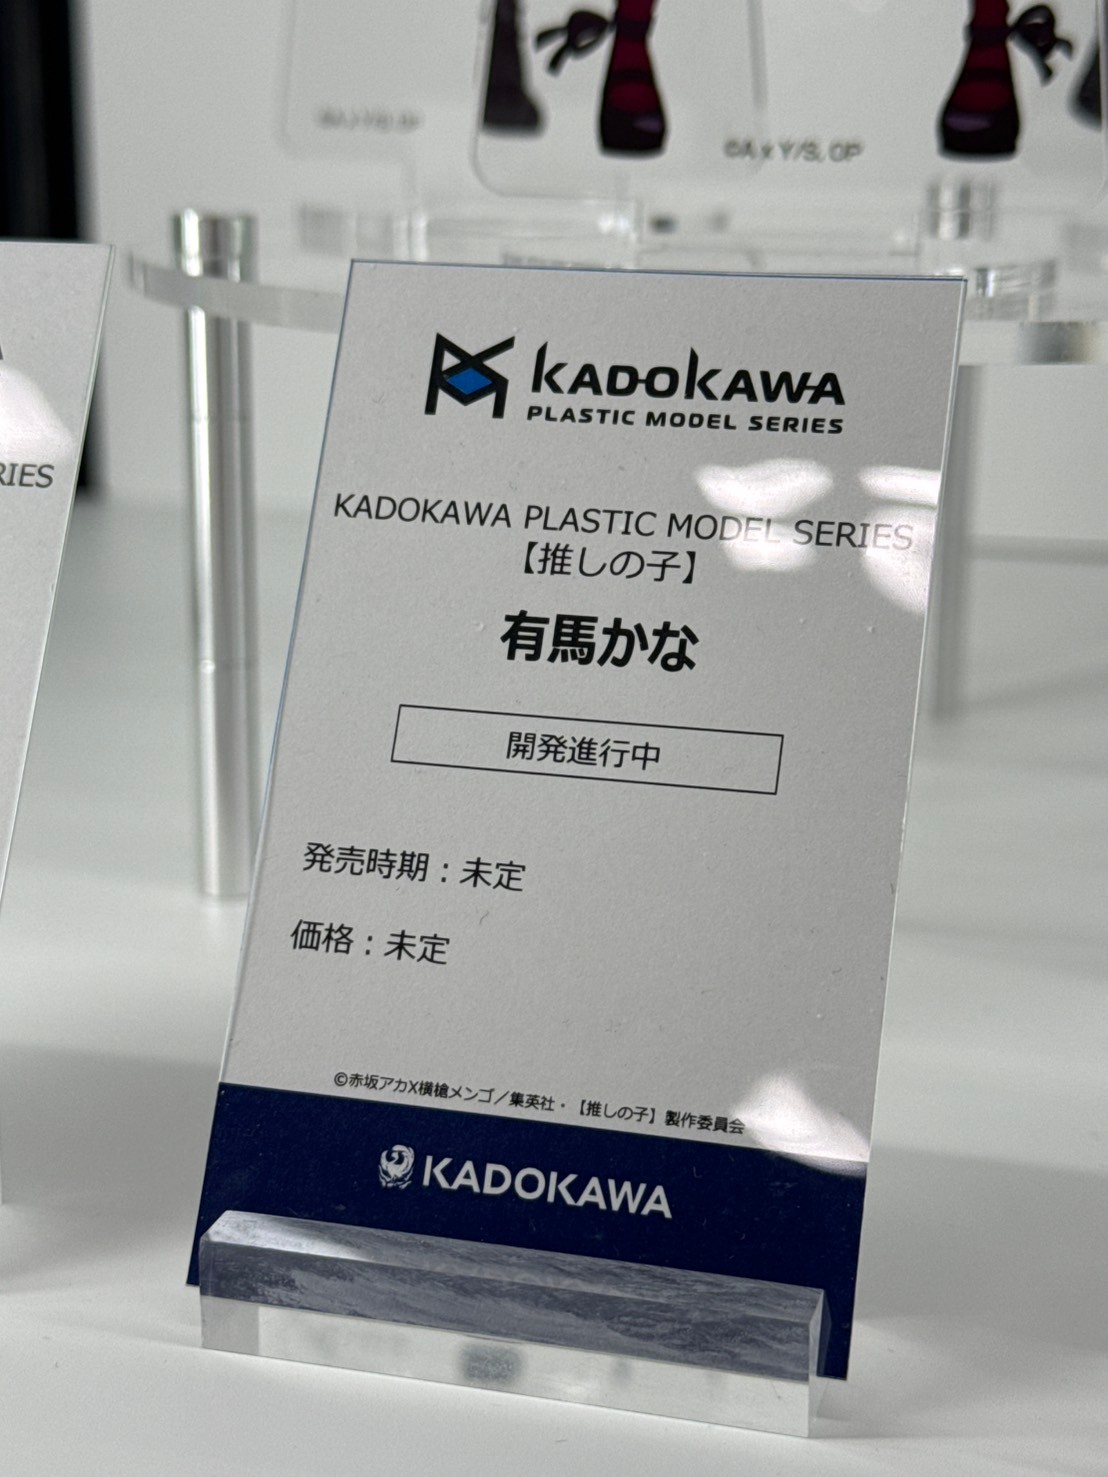 ©A x Y/S, OP
RIES
KADOKAWA
PLASTIC MODEL SERIES
KADOKAWA PLASTIC MODEL SERIES
【推しの子】
有馬かな
開発進行中
発売時期：未定
価格：未定
©赤坂アカX横槍メンゴ／集英社・【推しの子】製作委員会
KADOKAWA